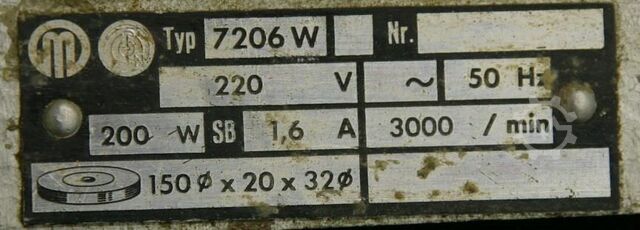 Typ 7206 W Nr.
220 V ~ 50 Hz
200 W SB 1,6 A 3000 / min
150 ø x 20 x 32 ø